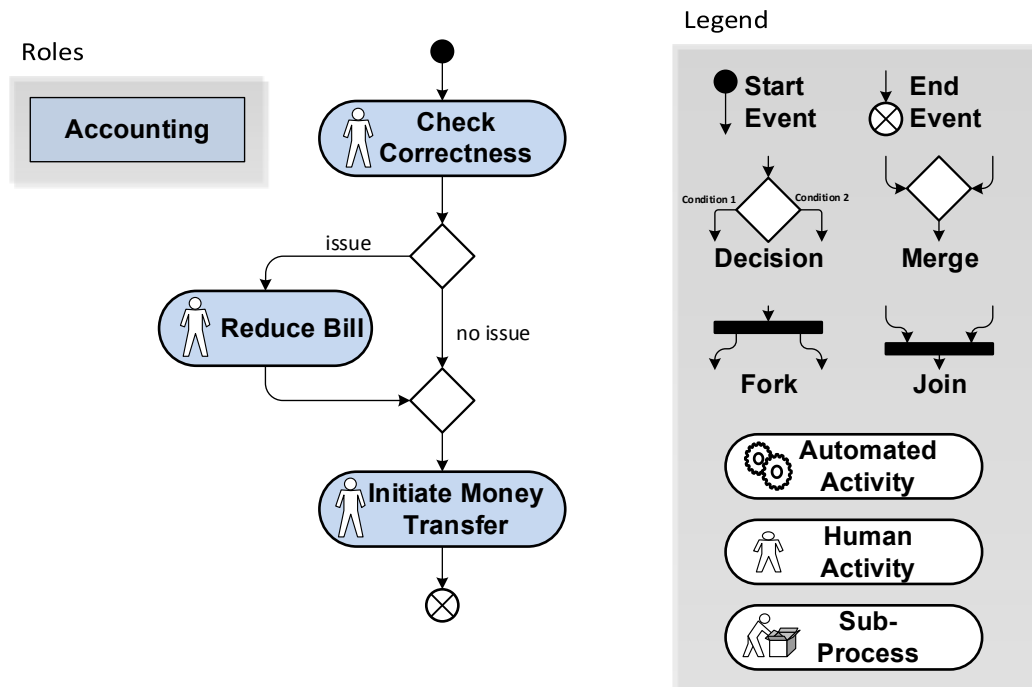 Roles
Accounting
Check
Correctness
issue
Reduce Bill
no issue
Initiate Money
Transfer
Legend
Start
Event
End
Event
Condition 1
Condition 2
Decision
Merge
Fork
Join
Automated
Activity
Human
Activity
Sub-
Process